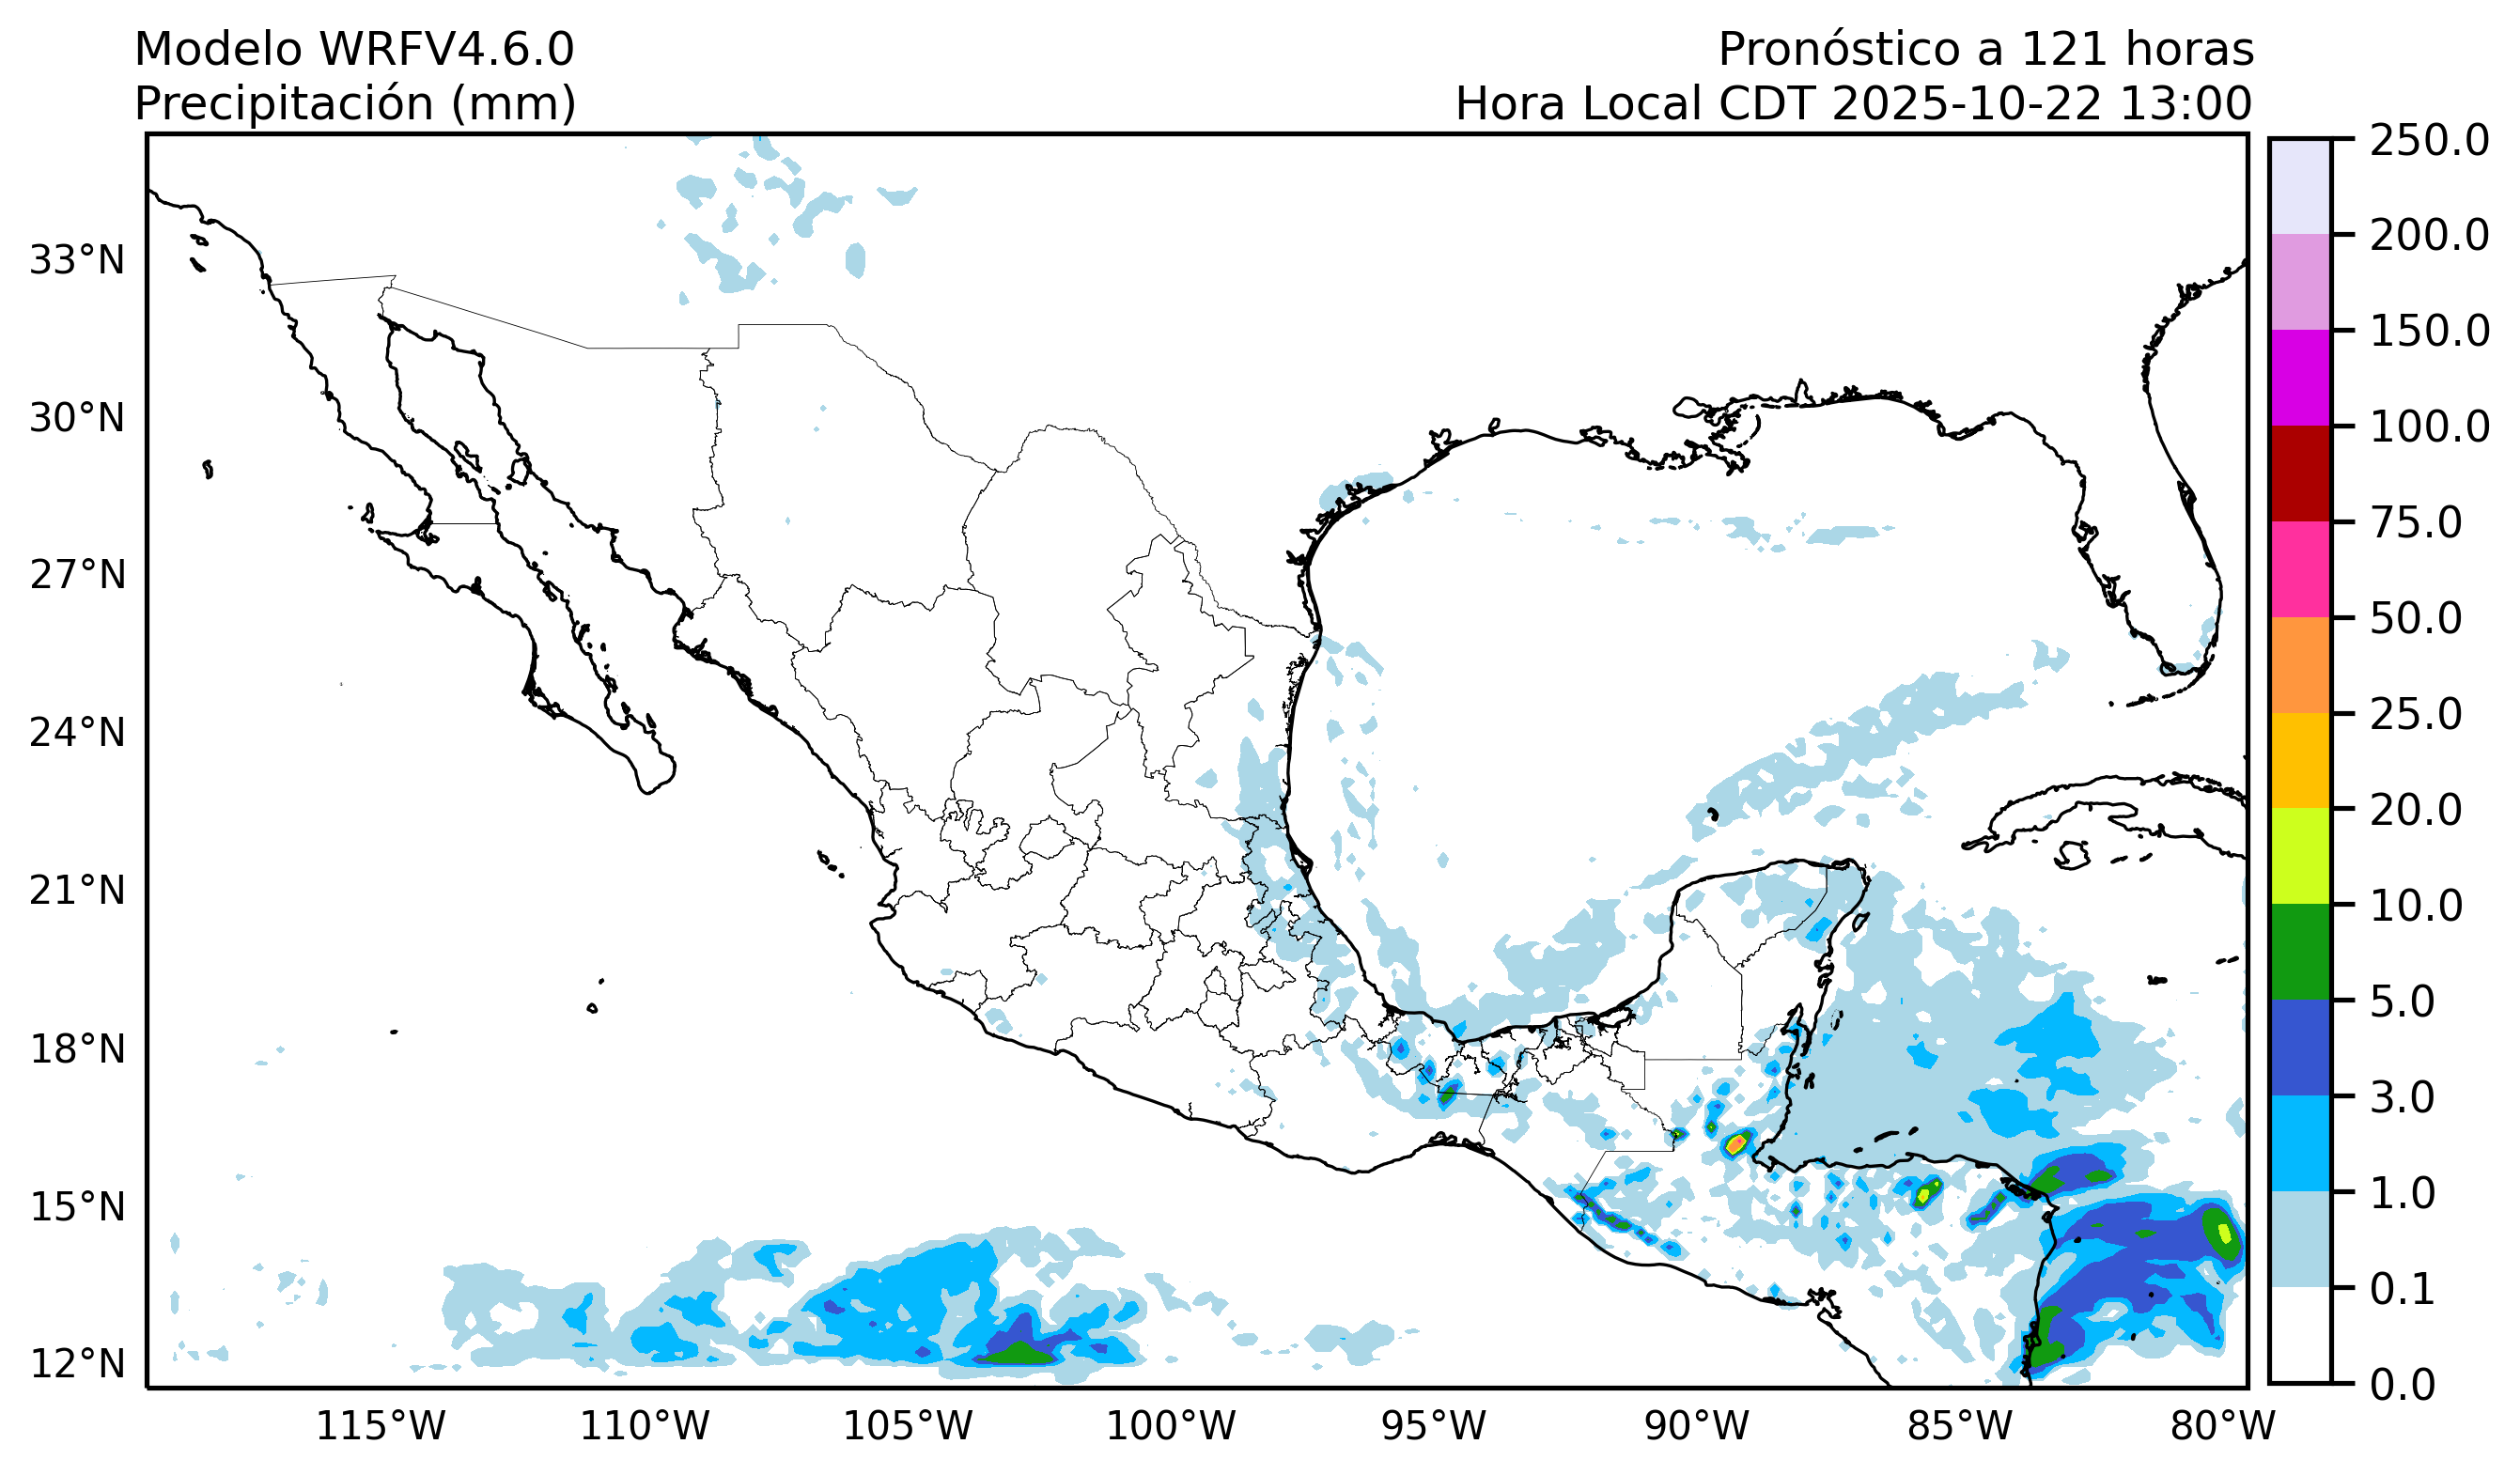 Modelo WRFV4.6.0
Precipitación (mm)
Pronóstico a 121 horas
Hora Local CDT 2025-10-22 13:00
33°N
30°N
27°N
24°N
21°N
18°N
15°N
12°N
115°W
110°W
105°W
100°W
95°W
90°W
85°W
80°W
250.0
200.0
150.0
100.0
75.0
50.0
25.0
20.0
10.0
5.0
3.0
1.0
0.1
0.0